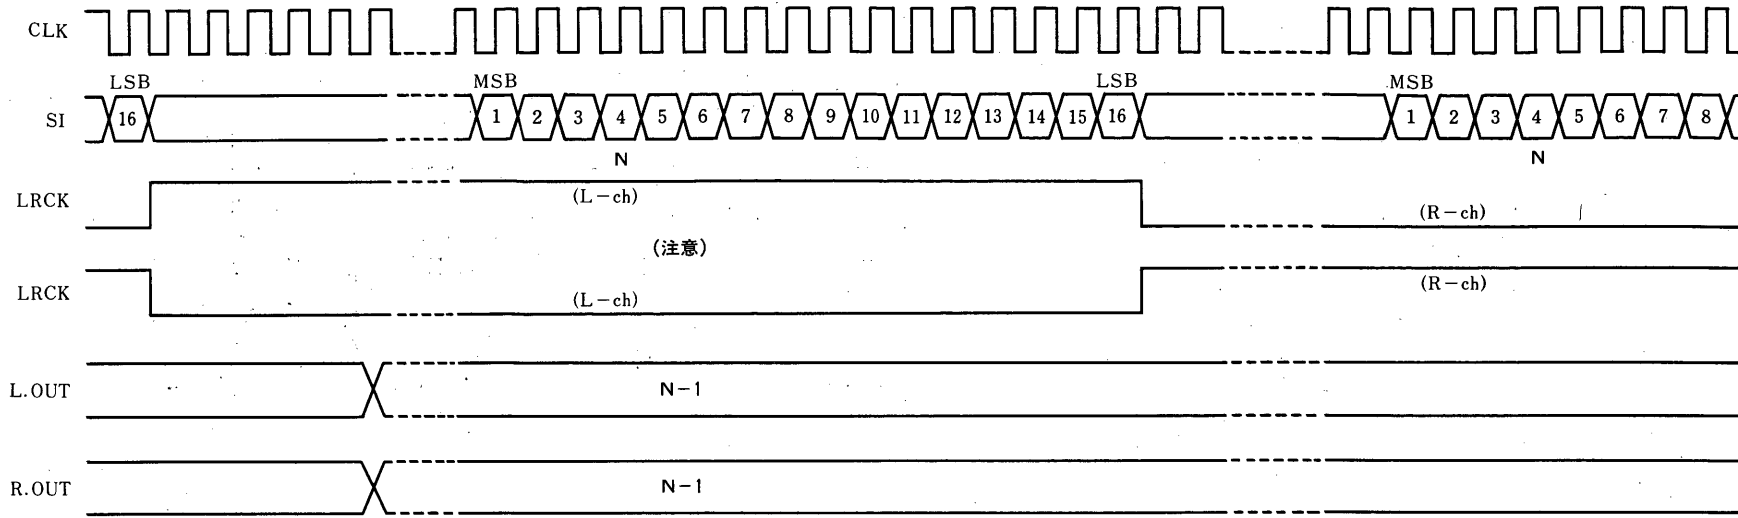 CLK
LSB MSB LSB MSB
SI 16 1 2 3 4 5 6 7 8 9 10 11 12 13 14 15 16 1 2 3 4 5 6 7 8
N N
LRCK (L-ch) (R-ch)
(注意)
LRCK (L-ch) (R-ch)
L.OUT N-1
R.OUT N-1